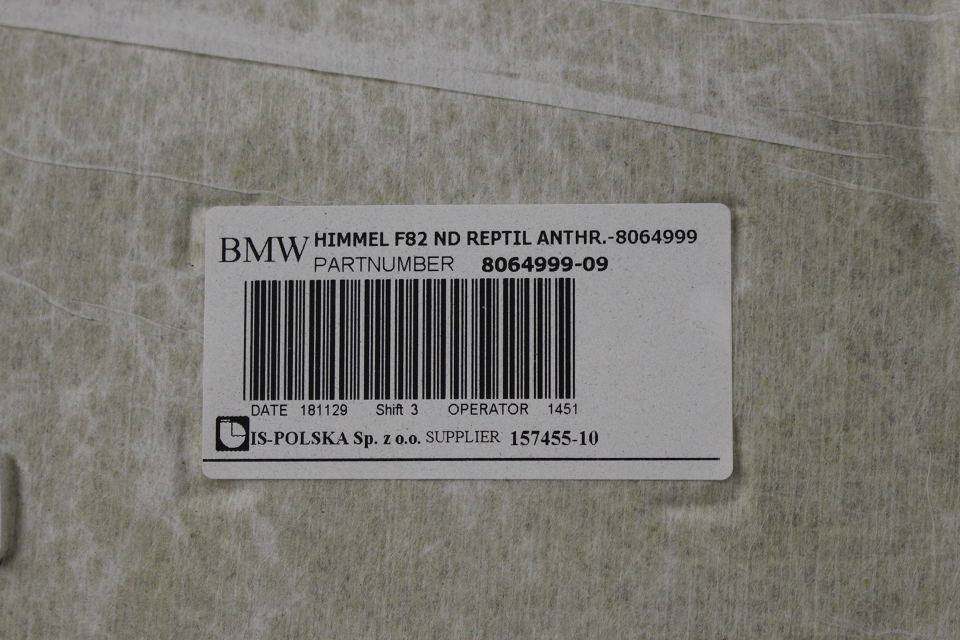 BMW HIMMEL F82 ND REPTIL ANTHR.-8064999
PARTNUMBER 8064999-09
DATE 181129 Shift 3 OPERATOR 1451
IS-POLSKA Sp. z o.o. SUPPLIER 157455-10